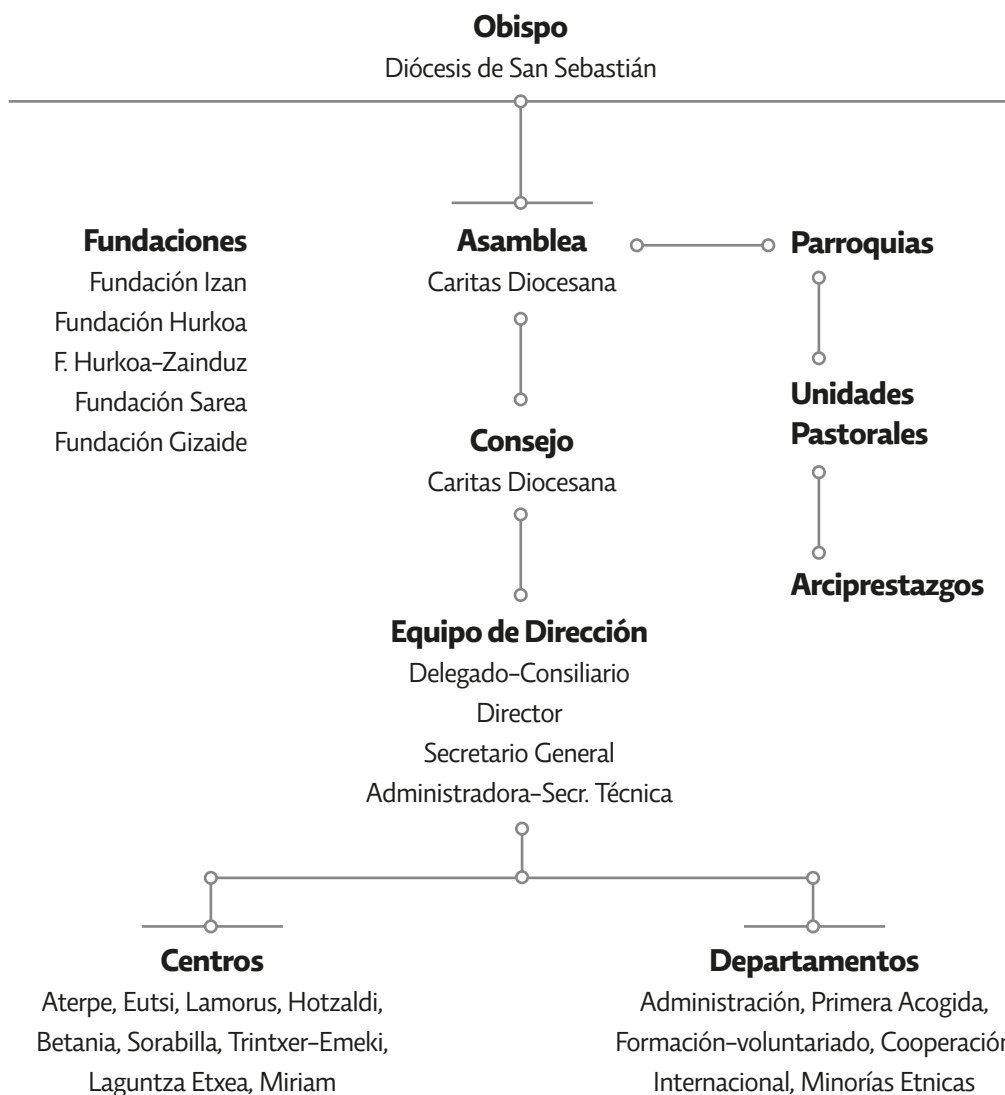 Obispo
Diócesis de San Sebastián
Fundaciones
Fundación Izan
Fundación Hurkoa
F. Hurkoa–Zainduz
Fundación Sarea
Fundación Gizaide
Asamblea
Caritas Diocesana
Parroquias
Unidades
Pastorales
Arciprestazgos
Consejo
Caritas Diocesana
Equipo de Dirección
Delegado–Consiliario
Director
Secretario General
Administradora–Secr. Técnica
Centros
Aterpe, Eutsi, Lamorus, Hotzaldi,
Betania, Sorabilla, Trintxer–Emeki,
Laguntza Etxea, Miriam
Departamentos
Administración, Primera Acogida,
Formación–voluntariado, Cooperación
Internacional, Minorías Etnicas